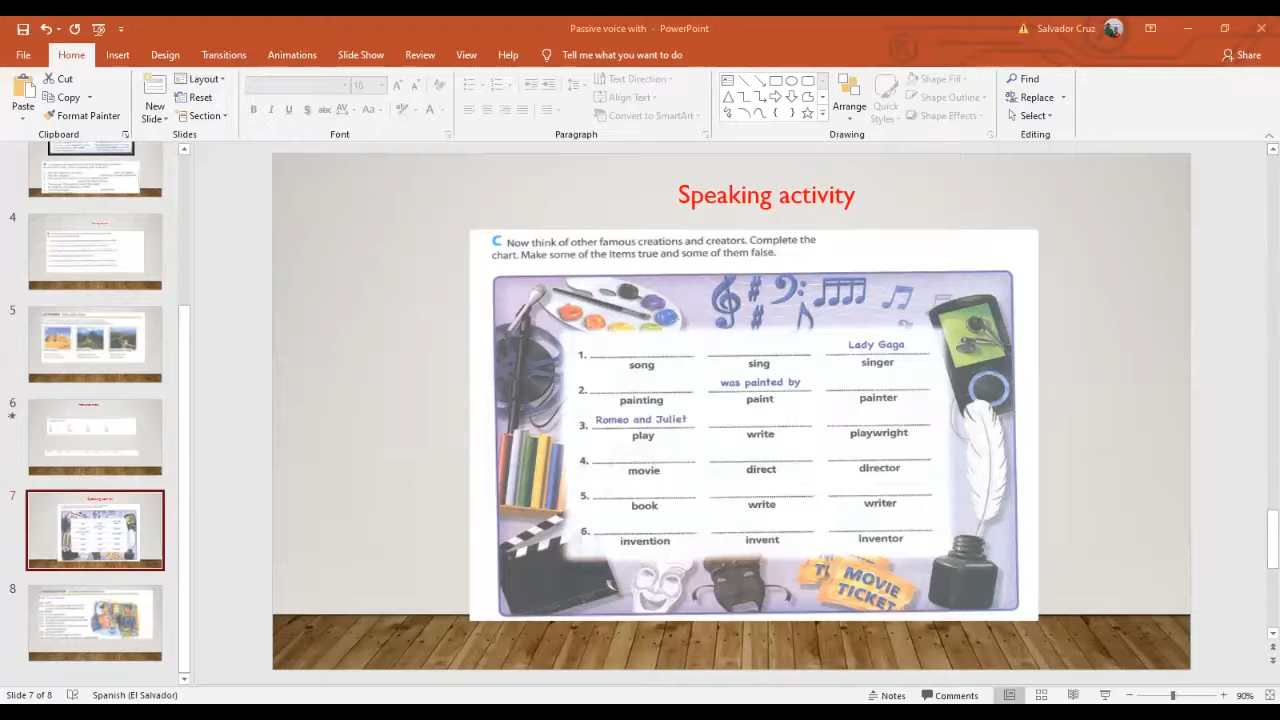 Passive voice with - PowerPoint
Salvador Cruz
File Home Insert Design Transitions Animations Slide Show Review View Help Tell me what you want to do Share
Paste Cut Copy Format Painter
Clipboard
New Slide Layout Reset Section
Slides
18
B I U S abc AV Aa A
Font
Text Direction
Align Text
Convert to SmartArt
Paragraph
Arrange Quick Styles Shape Fill Shape Outline Shape Effects
Drawing
Find
Replace
Select
Editing
4
5
6
7
8
Speaking activity
C Now think of other famous creations and creators. Complete the
chart. Make some of the items true and some of them false.
Lady Gaga
1.
song sing singer
was painted by
2.
painting paint painter
Romeo and Juliet
3.
play write playwright
4.
movie direct director
5.
book write writer
6.
invention invent inventor
MOVIE
TICKET
Slide 7 of 8 Spanish (El Salvador) Notes Comments 90%